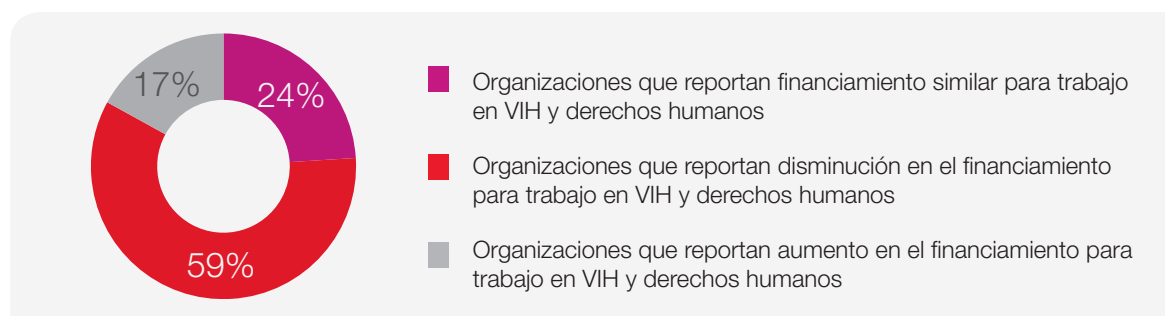 17%
24%
59%
Organizaciones que reportan financiamiento similar para trabajo
en VIH y derechos humanos
Organizaciones que reportan disminución en el financiamiento
para trabajo en VIH y derechos humanos
Organizaciones que reportan aumento en el financiamiento para
trabajo en VIH y derechos humanos